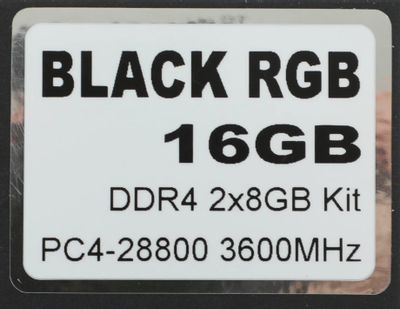 BLACK RGB
16GB
DDR4 2x8GB Kit
PC4-28800 3600MHz